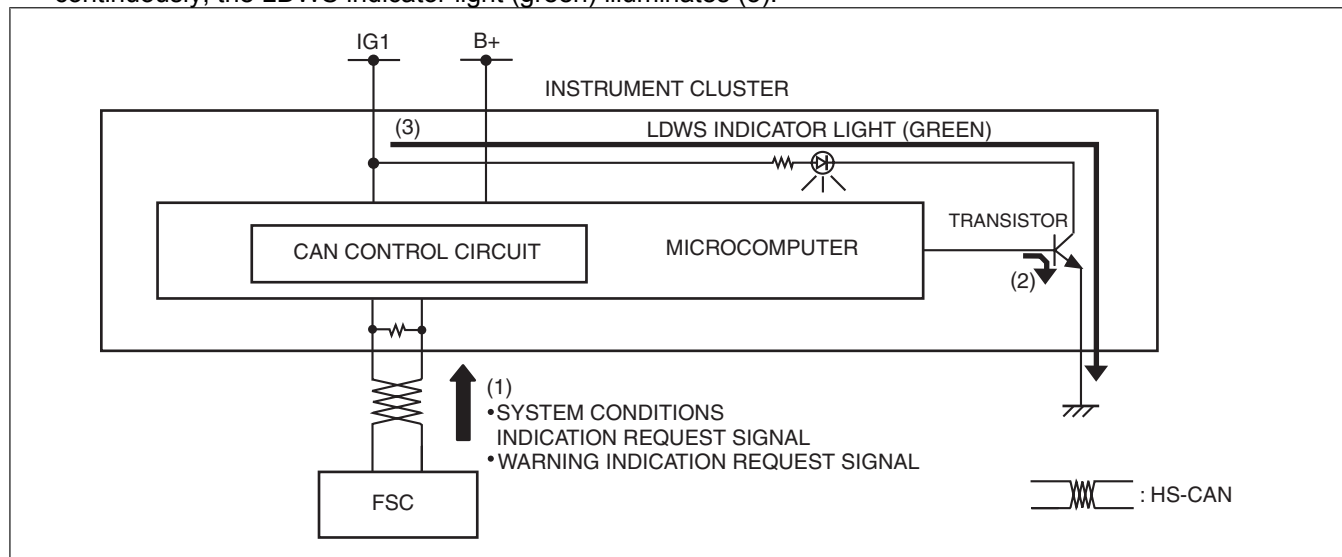 continuously, the LDWS indicator light (green) illuminates (3).
IG1
B+
INSTRUMENT CLUSTER
(3)
LDWS INDICATOR LIGHT (GREEN)
TRANSISTOR
CAN CONTROL CIRCUIT
MICROCOMPUTER
(2)
(1)
•SYSTEM CONDITIONS
INDICATION REQUEST SIGNAL
•WARNING INDICATION REQUEST SIGNAL
FSC
: HS-CAN